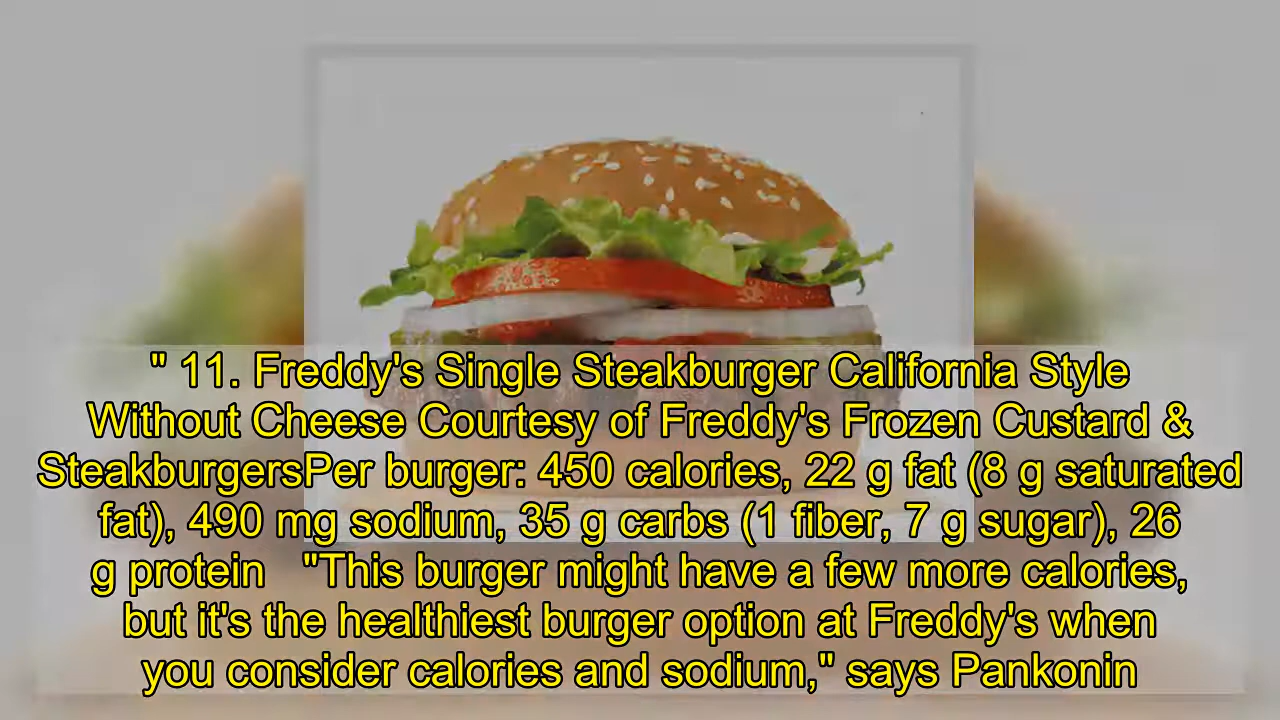 " 11. Freddy's Single Steakburger California Style
Without Cheese Courtesy of Freddy's Frozen Custard &
SteakburgersPer burger: 450 calories, 22 g fat (8 g saturated
fat), 490 mg sodium, 35 g carbs (1 fiber, 7 g sugar), 26
g protein   "This burger might have a few more calories,
but it's the healthiest burger option at Freddy's when
you consider calories and sodium," says Pankonin